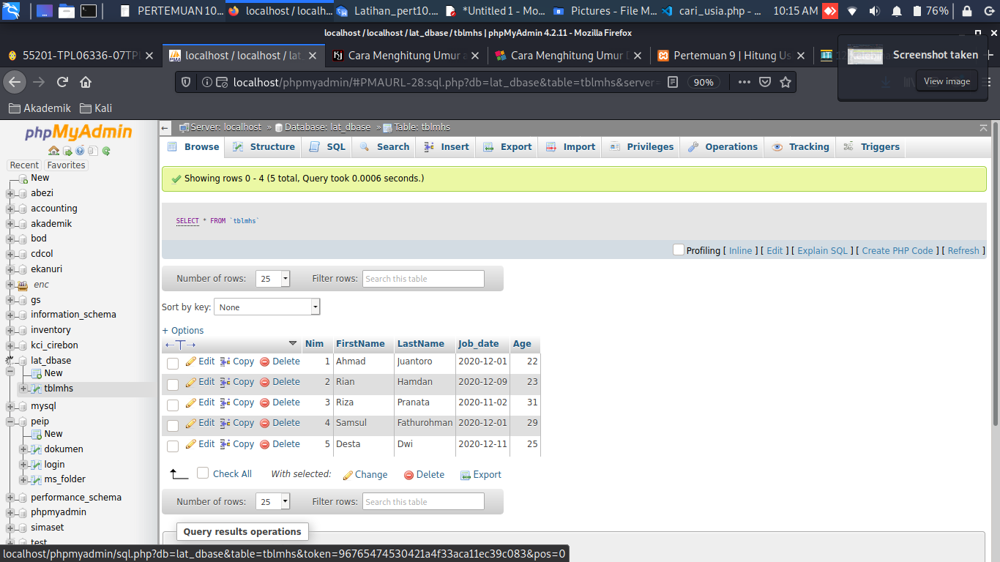 PERTEMUAN 10... localhost / localh... Latihan_pert10.... *Untitled 1 - Mo... Pictures - File M... cari_usia.php - ... 10:15 AM 76%
localhost / localhost / lat_dbase / tblmhs | phpMyAdmin 4.2.11 - Mozilla Firefox
55201-TPL06336-07TPL localhost / localhost / lat_ Cara Menghitung Umur Cara Menghitung Umur Pertemuan 9 | Hitung Us
Screenshot taken
View image
localhost/phpmyadmin/#PMAURL-28:sql.php?db=lat_dbase&table=tblmhs&server= 90%
Akademik Kali
phpMyAdmin
Recent Favorites
New
abezi
accounting
akademik
bod
cdcol
ekanuri
enc
gs
information_schema
inventory
kci_cirebon
lat_dbase
New
tblmhs
mysql
peip
New
dokumen
login
ms_folder
performance_schema
phpmyadmin
simaset
test
Server: localhost » Database: lat_dbase » Table: tblmhs
Browse Structure SQL Search Insert Export Import Privileges Operations Tracking Triggers
Showing rows 0 - 4 (5 total, Query took 0.0006 seconds.)
SELECT * FROM `tblmhs`
Profiling [ Inline ] [ Edit ] [ Explain SQL ] [ Create PHP Code ] [ Refresh ]
Number of rows: 25 Filter rows: Search this table
Sort by key: None
+ Options
←T→ Nim FirstName LastName Job_date Age
Edit Copy Delete 1 Ahmad Juantoro 2020-12-01 22
Edit Copy Delete 2 Rian Hamdan 2020-12-09 23
Edit Copy Delete 3 Riza Pranata 2020-11-02 31
Edit Copy Delete 4 Samsul Fathurohman 2020-12-01 29
Edit Copy Delete 5 Desta Dwi 2020-12-11 25
Check All With selected: Change Delete Export
Number of rows: 25 Filter rows: Search this table
Query results operations
localhost/phpmyadmin/sql.php?db=lat_dbase&table=tblmhs&token=96765474530421a4f33aca11ec39c083&pos=0